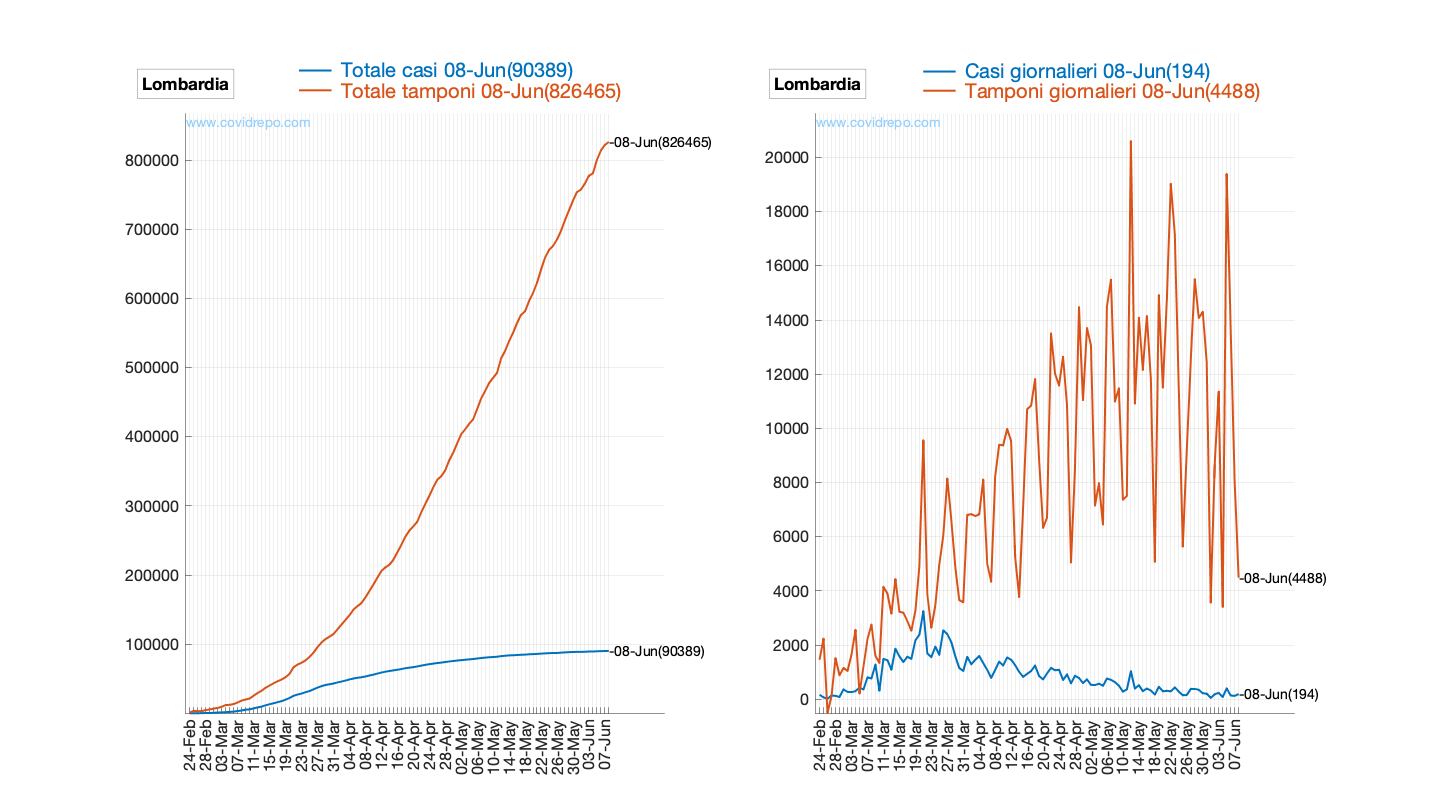 Lombardia
Totale casi 08-Jun(90389)
Totale tamponi 08-Jun(826465)
www.covidrepo.com
08-Jun(826465)
800000
700000
600000
500000
400000
300000
200000
100000
08-Jun(90389)
24-Feb
28-Feb
03-Mar
07-Mar
11-Mar
15-Mar
19-Mar
23-Mar
27-Mar
31-Mar
04-Apr
08-Apr
12-Apr
16-Apr
20-Apr
24-Apr
28-Apr
02-May
06-May
10-May
14-May
18-May
22-May
26-May
30-May
03-Jun
07-Jun
Lombardia
Casi giornalieri 08-Jun(194)
Tamponi giornalieri 08-Jun(4488)
www.covidrepo.com
20000
18000
16000
14000
12000
10000
8000
6000
4000
2000
0
08-Jun(4488)
08-Jun(194)
24-Feb
28-Feb
03-Mar
07-Mar
11-Mar
15-Mar
19-Mar
23-Mar
27-Mar
31-Mar
04-Apr
08-Apr
12-Apr
16-Apr
20-Apr
24-Apr
28-Apr
02-May
06-May
10-May
14-May
18-May
22-May
26-May
30-May
03-Jun
07-Jun